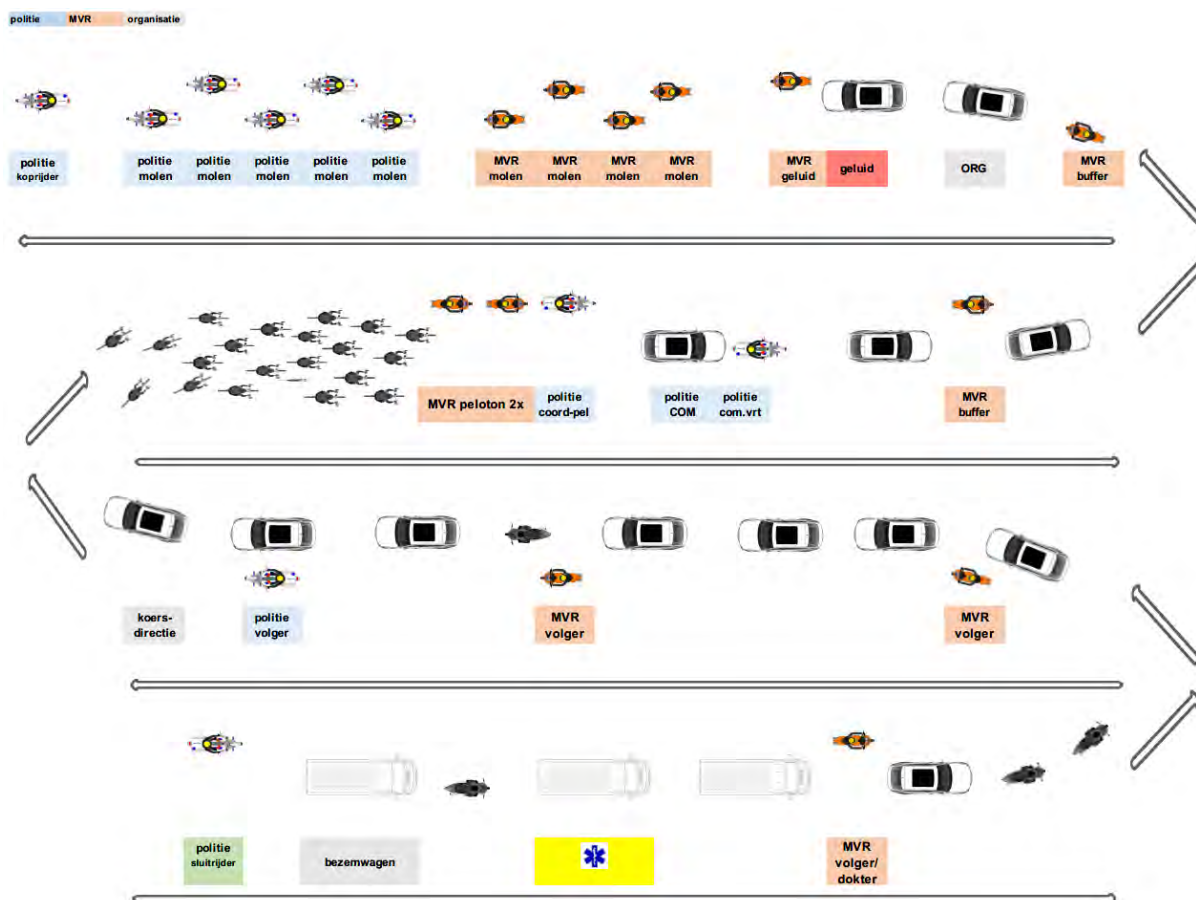 politie MVR organisatie
politie politie politie politie politie politie MVR MVR MVR MVR MVR geluid ORG MVR
koprijder molen molen molen molen molen molen molen molen molen geluid buffer
MVR peloton 2x politie politie politie MVR
coord-pel COM com.vrt buffer
koers- politie MVR MVR
directie volger volger volger
politie bezemwagen MVR
sluitrijder volger/
dokter